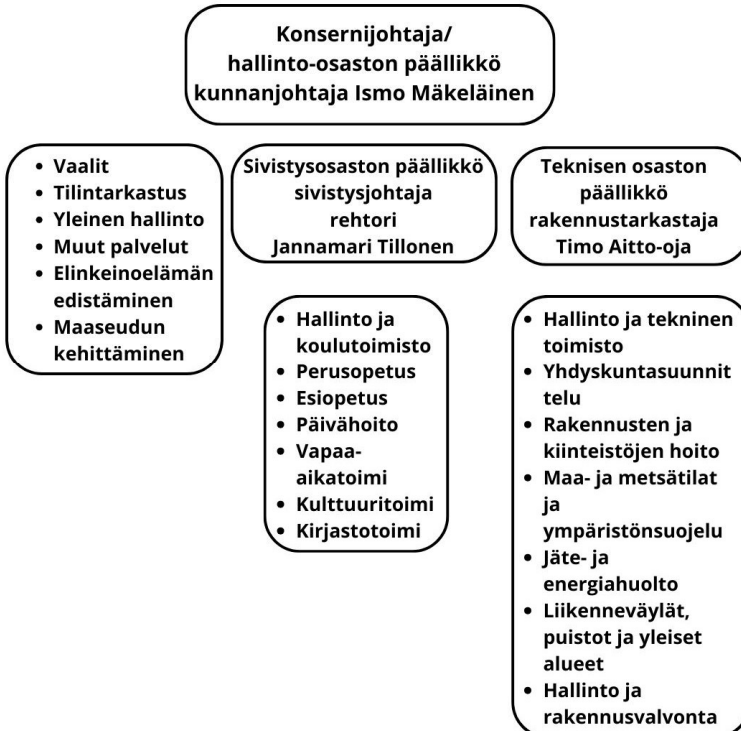 Konsernijohtaja/
hallinto-osaston päällikkö
kunnanjohtaja Ismo Mäkeläinen
• Vaalit
• Tilintarkastus
• Yleinen hallinto
• Muut palvelut
• Elinkeinoelämän
edistäminen
• Maaseudun
kehittäminen
Sivistysosaston päällikkö
sivistysjohtaja
rehtori
Jannamari Tillonen
• Hallinto ja
koulutoimisto
• Perusopetus
• Esiopetus
• Päivähoito
• Vapaa-
aikatoimi
• Kulttuuritoimi
• Kirjastotoimi
Teknisen osaston
päällikkö
rakennustarkastaja
Timo Aitto-oja
• Hallinto ja tekninen
toimisto
• Yhdyskuntasuunnit
telu
• Rakennusten ja
kiinteistöjen hoito
• Maa- ja metsätilat
ja
ympäristönsuojelu
• Jäte- ja
energiahuolto
• Liikenneväylät,
puistot ja yleiset
alueet
• Hallinto ja
rakennusvalvonta